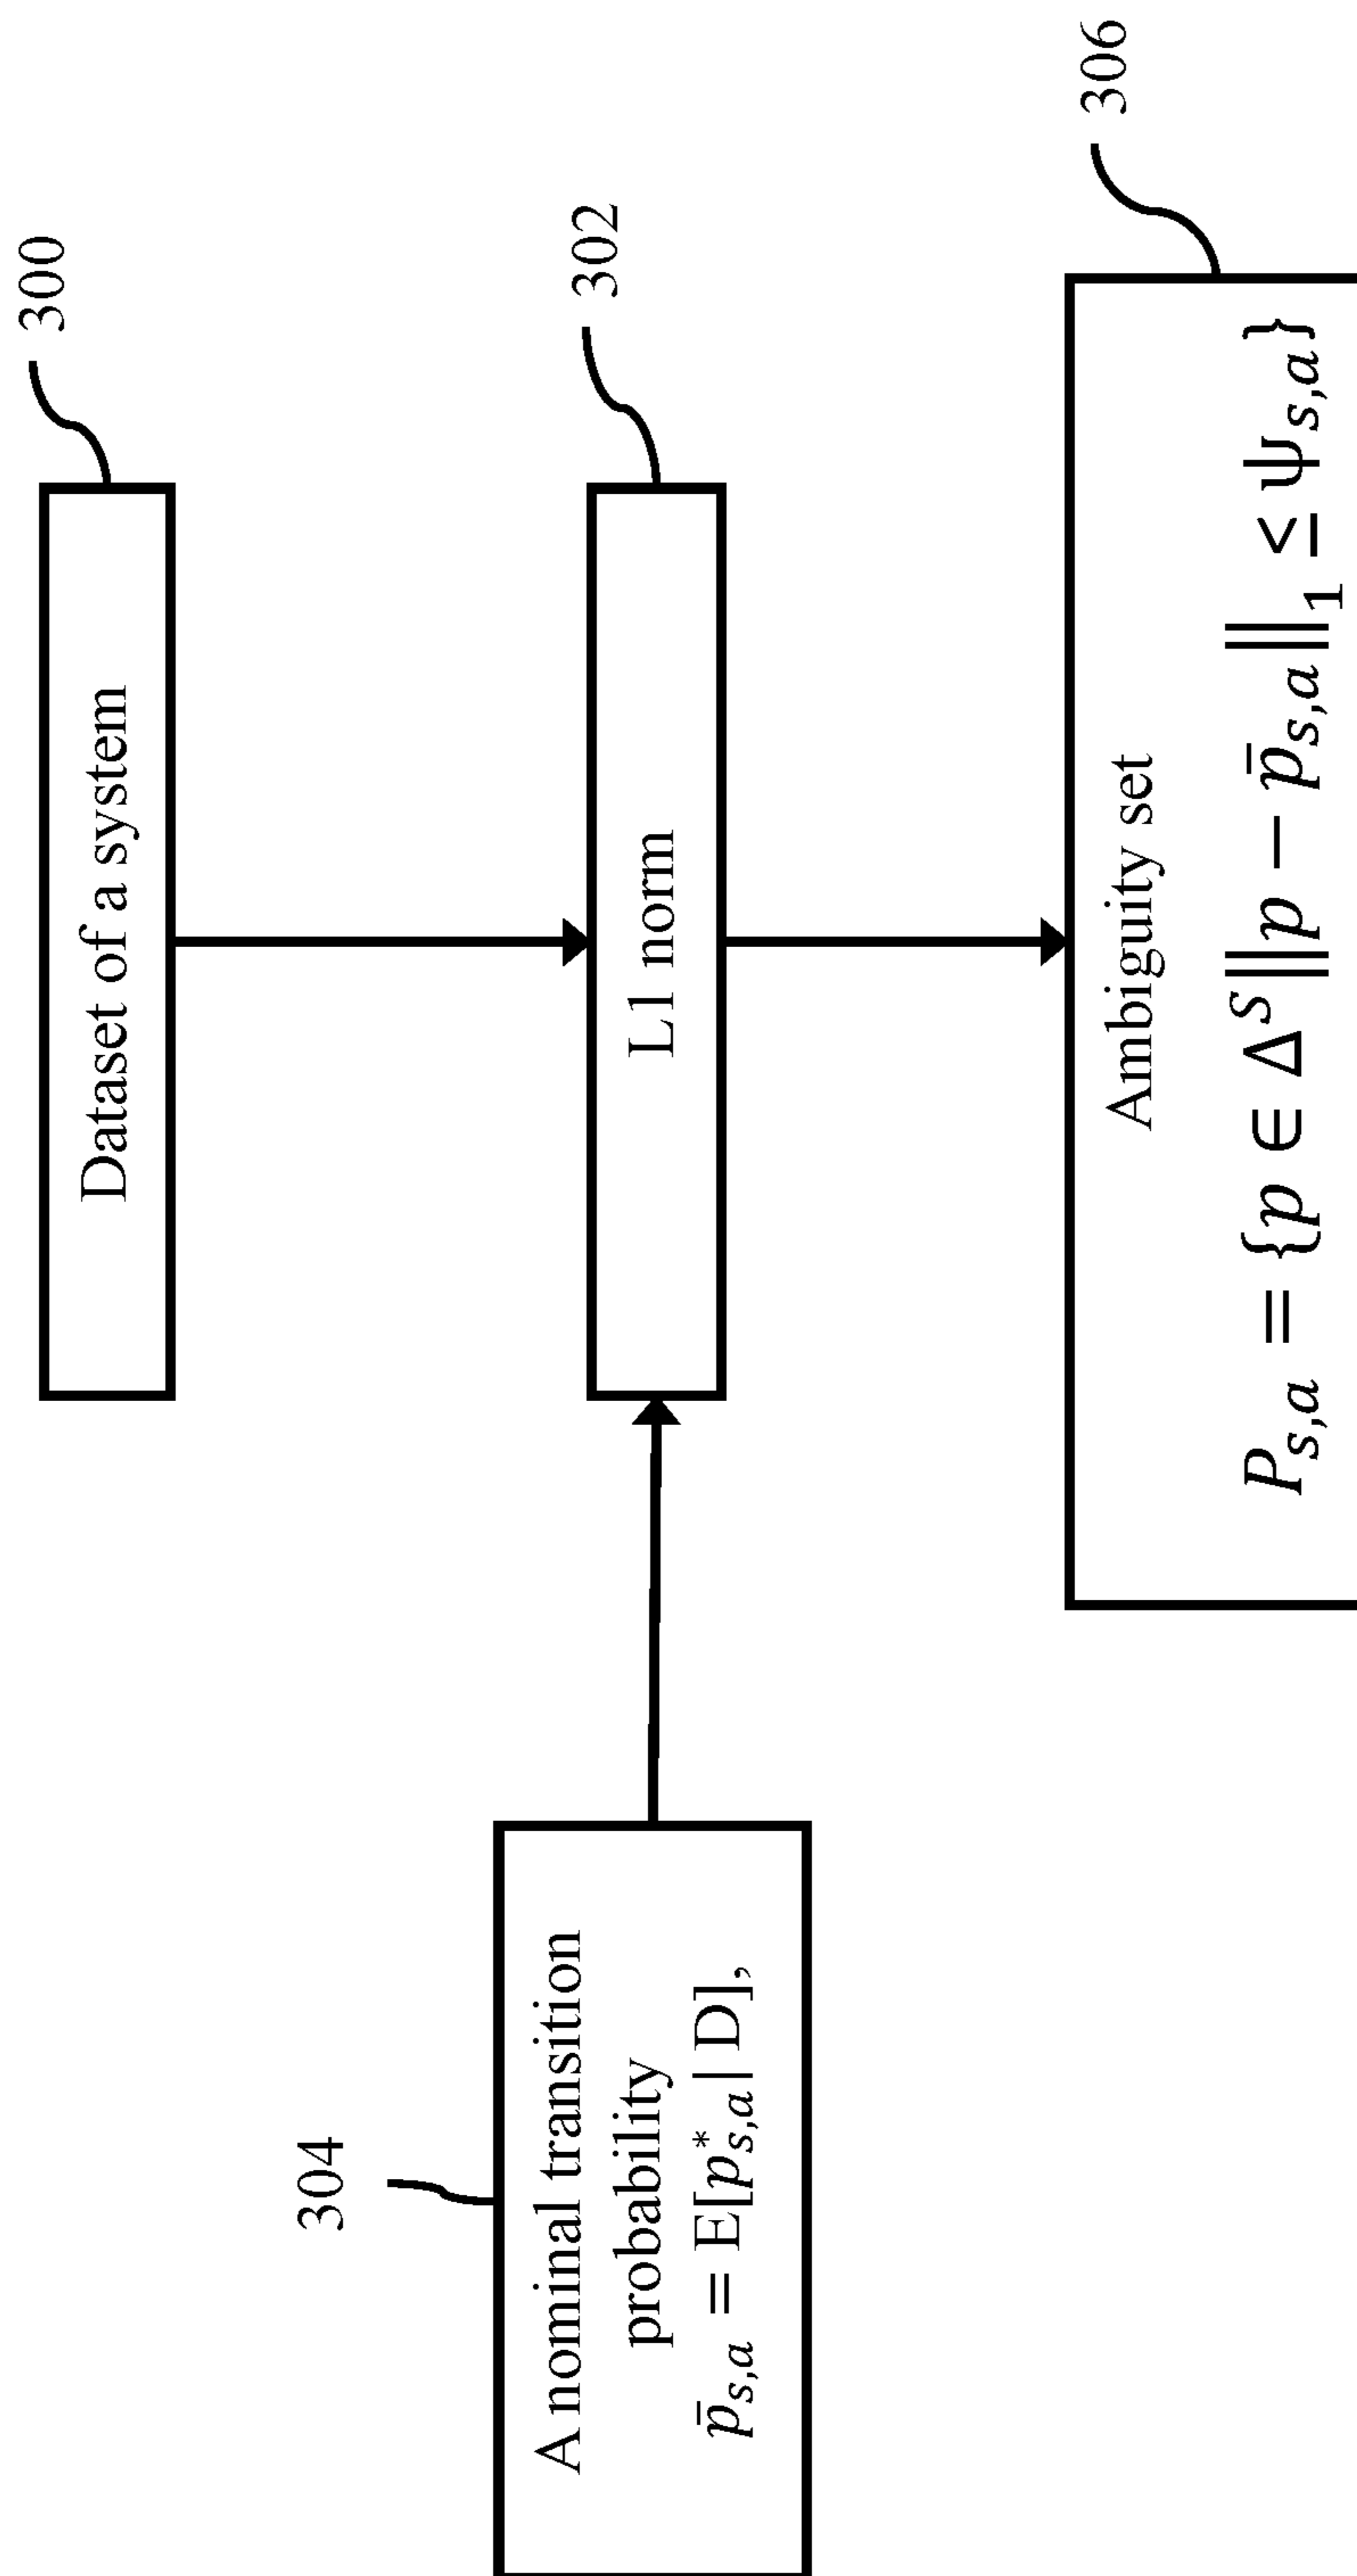 300
Dataset of a system
302
L1 norm
304
A nominal transition
probability
p̄_{s,a} = E[p*_{s,a}| D],
306
Ambiguity set
P_{s,a} = {p ∈ Δ^S‖p − p̄_{s,a}‖_1 ≤ ψ_{s,a}}